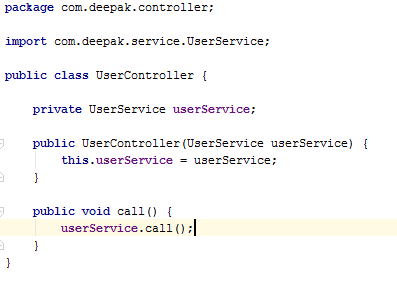 package com.deepak.controller;
import com.deepak.service.UserService;
public class UserController {
private UserService userService;
public UserController(UserService userService) {
this.userService = userService;
}
public void call() {
userService.call();
}
}